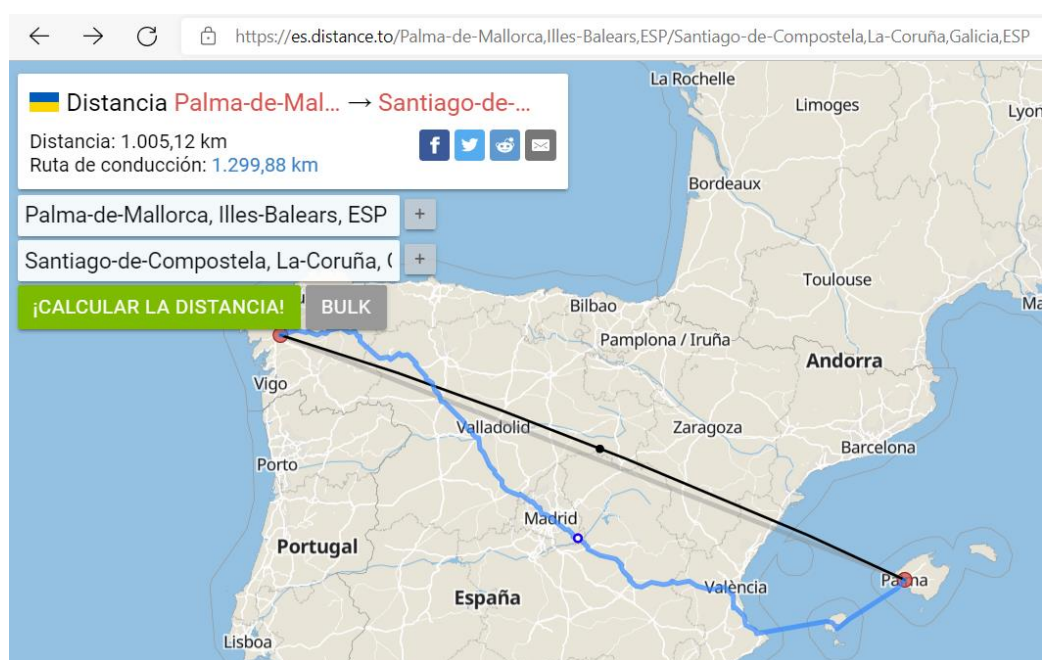 https://es.distance.to/Palma-de-Mallorca,Illes-Balears,ESP/Santiago-de-Compostela,La-Coruña,Galicia,ESP
Distancia Palma-de-Mal... → Santiago-de-...
Distancia: 1.005,12 km
Ruta de conducción: 1.299,88 km
Palma-de-Mallorca, Illes-Balears, ESP +
Santiago-de-Compostela, La-Coruña, ( +
¡CALCULAR LA DISTANCIA! BULK
La Rochelle
Limoges
Lyon
Bordeaux
Toulouse
Bilbao
Pamplona / Iruña
Andorra
Vigo
Valladolid
Zaragoza
Barcelona
Porto
Madrid
Portugal
València
Palma
España
Lisboa